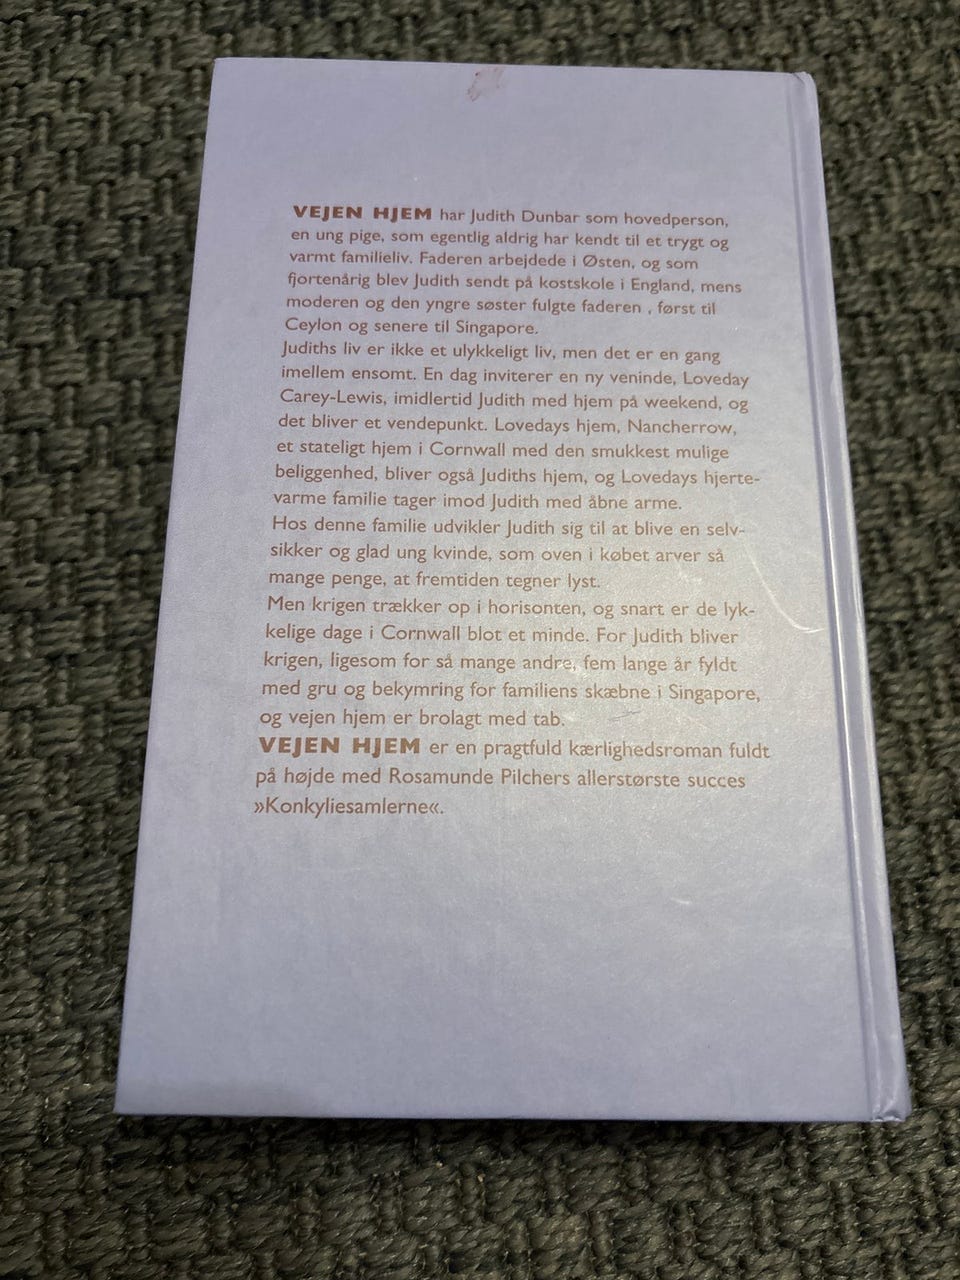 VEJEN HJEM har Judith Dunbar som hovedperson,
en ung pige, som egentlig aldrig har kendt til et trygt og
varmt familieliv. Faderen arbejdede i Østen, og som
fjortenårig blev Judith sendt på kostskole i England, mens
moderen og den yngre søster fulgte faderen , først til
Ceylon og senere til Singapore.
Judiths liv er ikke et ulykkeligt liv, men det er en gang
imellem ensomt. En dag inviterer en ny veninde, Loveday
Carey-Lewis, imidlertid Judith med hjem på weekend, og
det bliver et vendepunkt. Lovedays hjem, Nancherrow,
et stateligt hjem i Cornwall med den smukkest mulige
beliggenhed, bliver også Judiths hjem, og Lovedays hjerte-
varme familie tager imod Judith med åbne arme.
Hos denne familie udvikler Judith sig til at blive en selv-
sikker og glad ung kvinde, som oven i købet arver så
mange penge, at fremtiden tegner lyst.
Men krigen trækker op i horisonten, og snart er de lyk-
kelige dage i Cornwall blot et minde. For Judith bliver
krigen, ligesom for så mange andre, fem lange år fyldt
med gru og bekymring for familiens skæbne i Singapore,
og vejen hjem er brolagt med tab.
VEJEN HJEM er en pragtfuld kærlighedsroman fuldt
på højde med Rosamunde Pilchers allerstørste succes
»Konkyliesamlerne«.